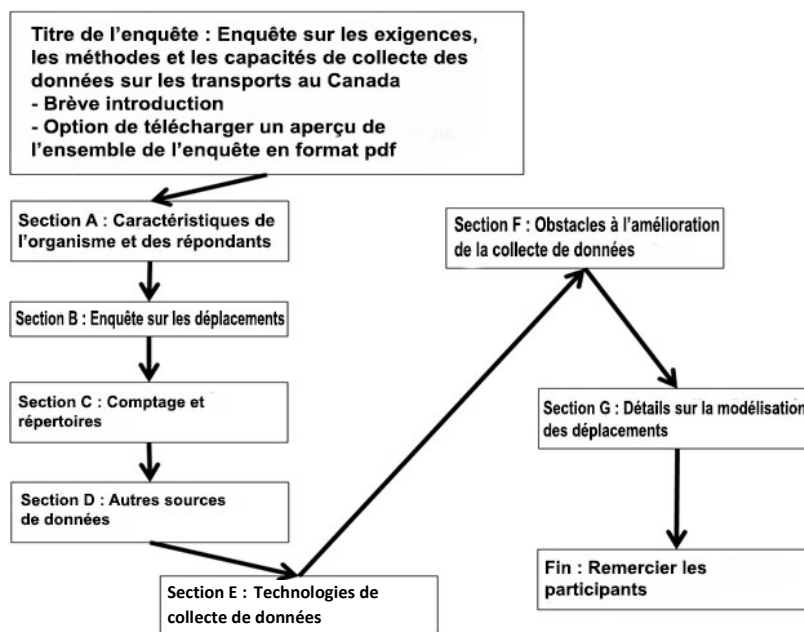 Titre de l’enquête : Enquête sur les exigences,
les méthodes et les capacités de collecte des
données sur les transports au Canada
- Brève introduction
- Option de télécharger un aperçu de
l’ensemble de l’enquête en format pdf
Section A : Caractéristiques de
l’organisme et des répondants
Section B : Enquête sur les déplacements
Section C : Comptage et
répertoires
Section D : Autres sources
de données
Section E : Technologies de
collecte de données
Section F : Obstacles à l’amélioration
de la collecte de données
Section G : Détails sur la modélisation
des déplacements
Fin : Remercier les
participants